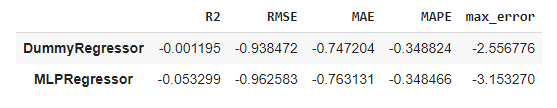 R2 RMSE MAE MAPE max_error
DummyRegressor -0.001195 -0.938472 -0.747204 -0.348824 -2.556776
MLPRegressor -0.053299 -0.962583 -0.763131 -0.348466 -3.153270